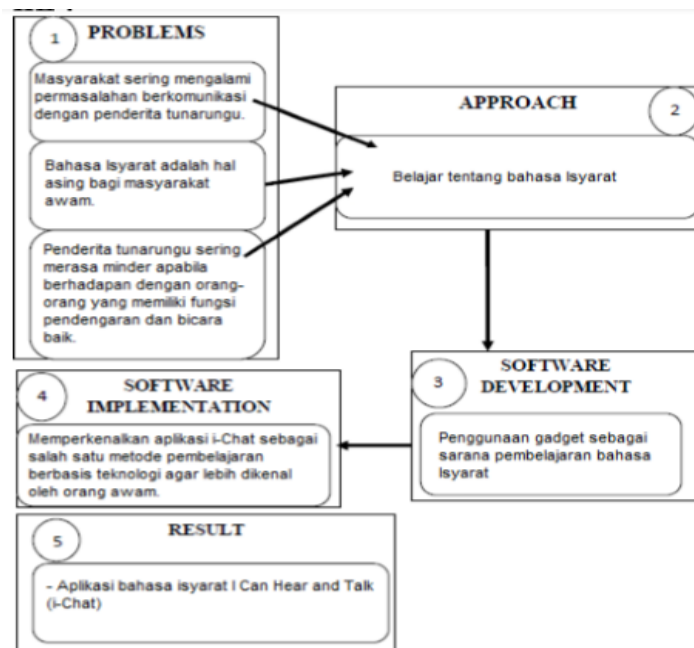 1
PROBLEMS
Masyarakat sering mengalami
permasalahan berkomunikasi
dengan penderita tunarungu.
Bahasa Isyarat adalah hal
asing bagi masyarakat
awam.
Penderita tunarungu sering
merasa minder apabila
berhadapan dengan orang-
orang yang memiliki fungsi
pendengaran dan bicara
baik.
APPROACH
2
Belajar tentang bahasa Isyarat
3
SOFTWARE
DEVELOPMENT
Penggunaan gadget sebagai
sarana pembelajaran bahasa
Isyarat
4
SOFTWARE
IMPLEMENTATION
Memperkenalkan aplikasi i-Chat sebagai
salah satu metode pembelajaran
berbasis teknologi agar lebih dikenal
oleh orang awam.
5
RESULT
- Aplikasi bahasa isyarat I Can Hear and Talk
(i-Chat)